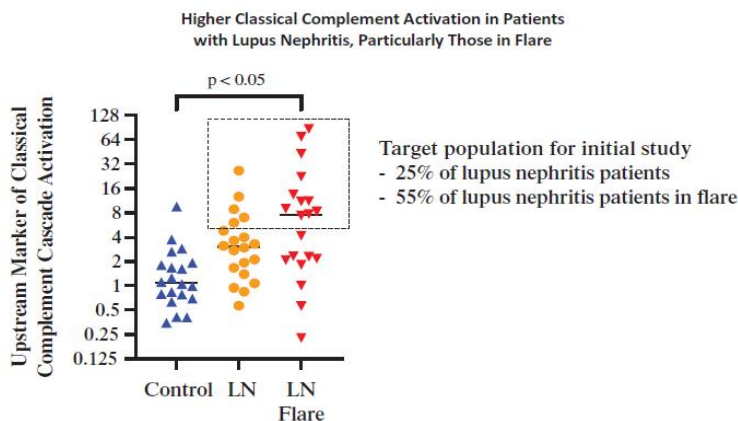 Higher Classical Complement Activation in Patients
with Lupus Nephritis, Particularly Those in Flare
p < 0.05
Upstream Marker of Classical
Complement Cascade Activation
128
64
32
16
8
4
2
1
0.5
0.25
0.125
Control
LN
LN
Flare
Target population for initial study
- 25% of lupus nephritis patients
- 55% of lupus nephritis patients in flare